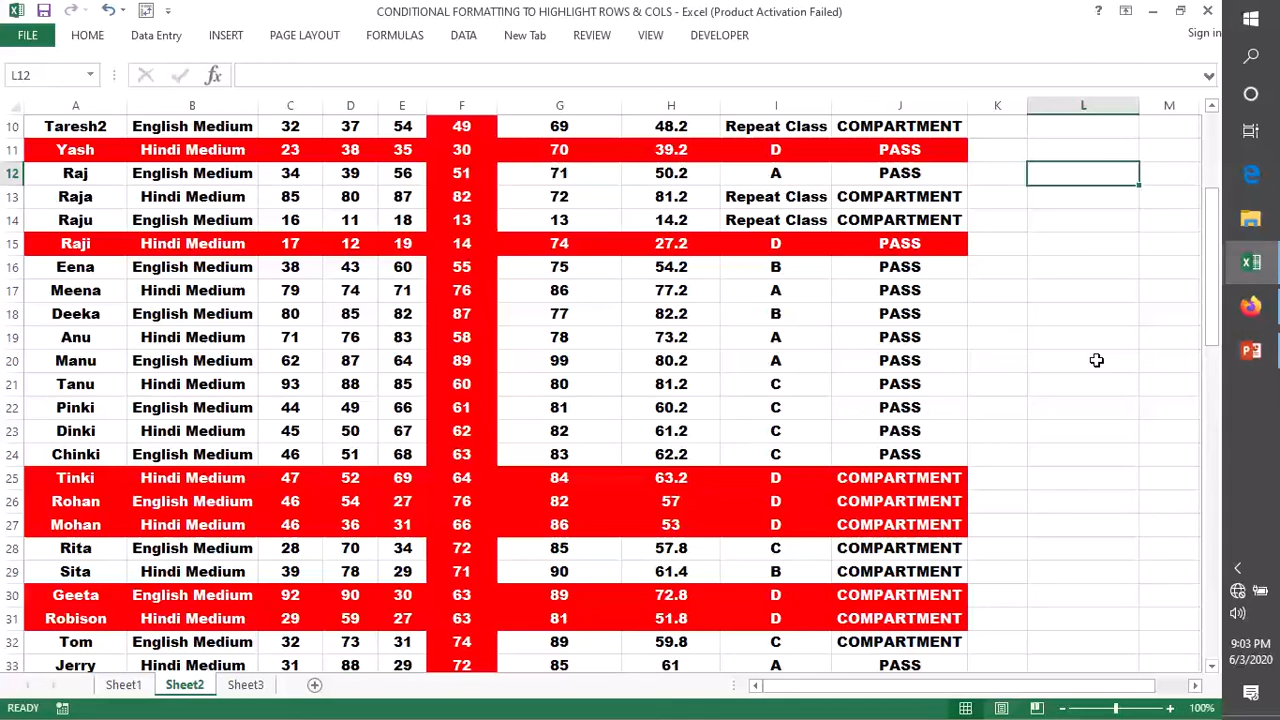 CONDITIONAL FORMATTING TO HIGHLIGHT ROWS & COLS - Excel (Product Activation Failed)
FILE HOME Data Entry INSERT PAGE LAYOUT FORMULAS DATA New Tab REVIEW VIEW DEVELOPER Sign in
L12
A B C D E F G H I J K L M
10 Taresh2 English Medium 32 37 54 49 69 48.2 Repeat Class COMPARTMENT
11 Yash Hindi Medium 23 38 35 30 70 39.2 D PASS
12 Raj English Medium 34 39 56 51 71 50.2 A PASS
13 Raja Hindi Medium 85 80 87 82 72 81.2 Repeat Class COMPARTMENT
14 Raju English Medium 16 11 18 13 13 14.2 Repeat Class COMPARTMENT
15 Raji Hindi Medium 17 12 19 14 74 27.2 D PASS
16 Eena English Medium 38 43 60 55 75 54.2 B PASS
17 Meena Hindi Medium 79 74 71 76 86 77.2 A PASS
18 Deeka English Medium 80 85 82 87 77 82.2 B PASS
19 Anu Hindi Medium 71 76 83 58 78 73.2 A PASS
20 Manu English Medium 62 87 64 89 99 80.2 A PASS
21 Tanu Hindi Medium 93 88 85 60 80 81.2 C PASS
22 Pinki English Medium 44 49 66 61 81 60.2 C PASS
23 Dinki Hindi Medium 45 50 67 62 82 61.2 C PASS
24 Chinki English Medium 46 51 68 63 83 62.2 C PASS
25 Tinki Hindi Medium 47 52 69 64 84 63.2 D COMPARTMENT
26 Rohan English Medium 46 54 27 76 82 57 D COMPARTMENT
27 Mohan Hindi Medium 46 36 31 66 86 53 D COMPARTMENT
28 Rita English Medium 28 70 34 72 85 57.8 C COMPARTMENT
29 Sita Hindi Medium 39 78 29 71 90 61.4 B COMPARTMENT
30 Geeta English Medium 92 90 30 63 89 72.8 D COMPARTMENT
31 Robison Hindi Medium 29 59 27 63 81 51.8 D COMPARTMENT
32 Tom English Medium 32 73 31 74 89 59.8 C COMPARTMENT
33 Jerry Hindi Medium 31 88 29 72 85 61 A PASS
Sheet1 Sheet2 Sheet3
READY 100%
9:03 PM
6/3/2020